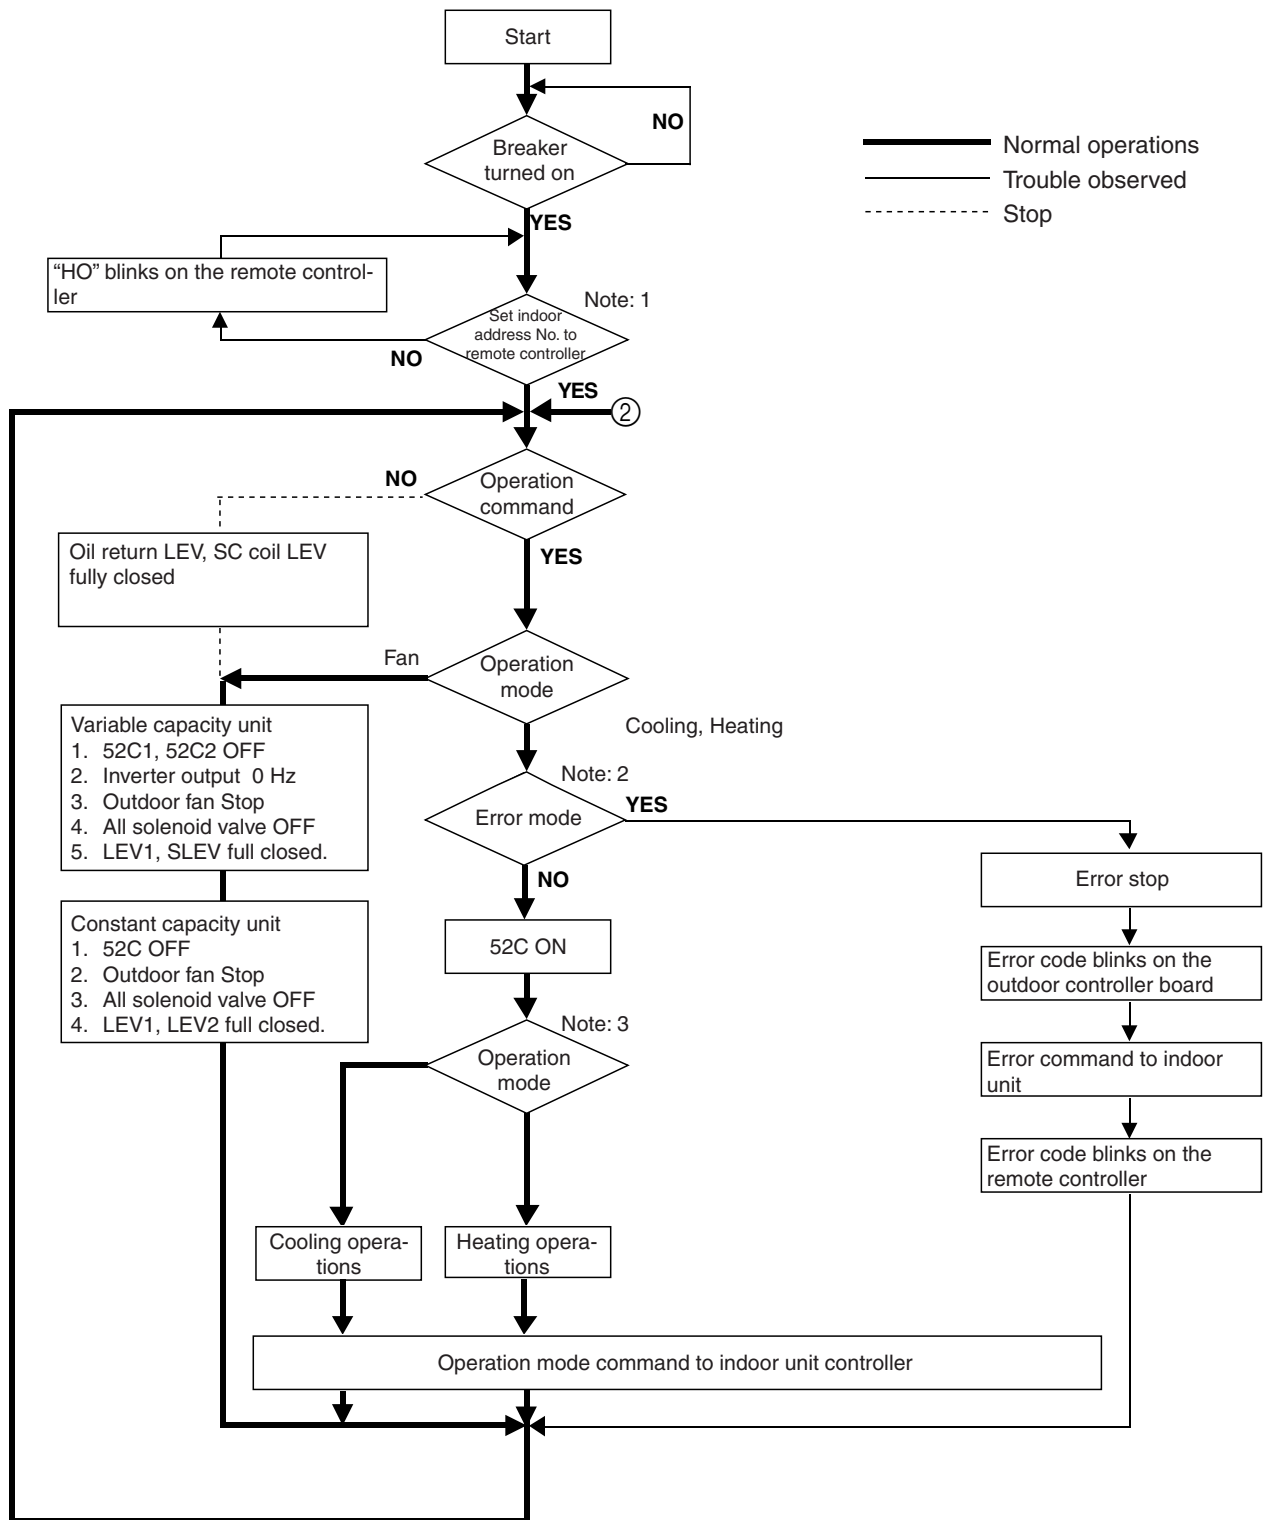 Start
NO
Breaker
turned on
Normal operations
Trouble observed
Stop
YES
"HO" blinks on the remote control-
ler
Note: 1
Set indoor
address No. to
remote controller
NO
YES
2
NO
Operation
command
Oil return LEV, SC coil LEV
fully closed
YES
Fan
Operation
mode
Variable capacity unit
1. 52C1, 52C2 OFF
2. Inverter output 0 Hz
3. Outdoor fan Stop
4. All solenoid valve OFF
5. LEV1, SLEV full closed.
Cooling, Heating
Note: 2
Error mode
YES
NO
Error stop
Constant capacity unit
1. 52C OFF
2. Outdoor fan Stop
3. All solenoid valve OFF
4. LEV1, LEV2 full closed.
52C ON
Error code blinks on the
outdoor controller board
Note: 3
Operation
mode
Error command to indoor
unit
Error code blinks on the
remote controller
Cooling opera-
tions
Heating opera-
tions
Operation mode command to indoor unit controller